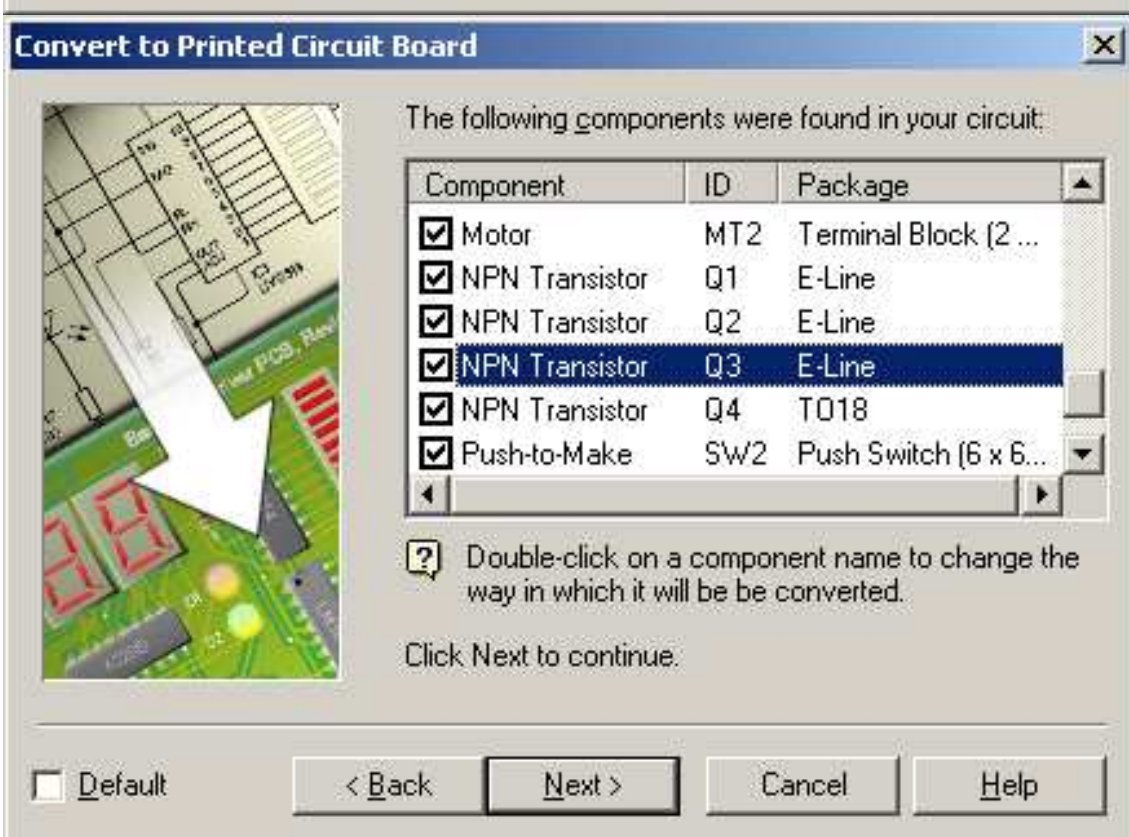 Convert to Printed Circuit Board
The following components were found in your circuit:
Component ID Package
Motor MT2 Terminal Block (2 ...
NPN Transistor Q1 E-Line
NPN Transistor Q2 E-Line
NPN Transistor Q3 E-Line
NPN Transistor Q4 TO18
Push-to-Make SW2 Push Switch (6 x 6...
Double-click on a component name to change the
way in which it will be be converted.
Click Next to continue.
Default < Back Next > Cancel Help